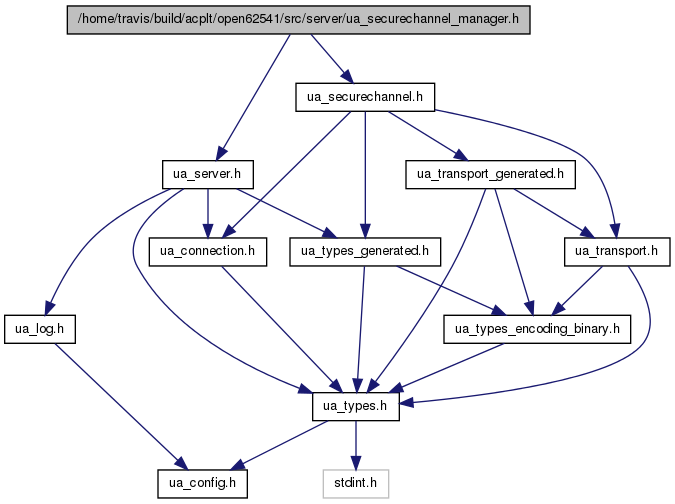 /home/travis/build/acplt/open62541/src/server/ua_securechannel_manager.h
ua_securechannel.h
ua_server.h
ua_transport_generated.h
ua_connection.h
ua_types_generated.h
ua_transport.h
ua_log.h
ua_types_encoding_binary.h
ua_types.h
ua_config.h
stdint.h